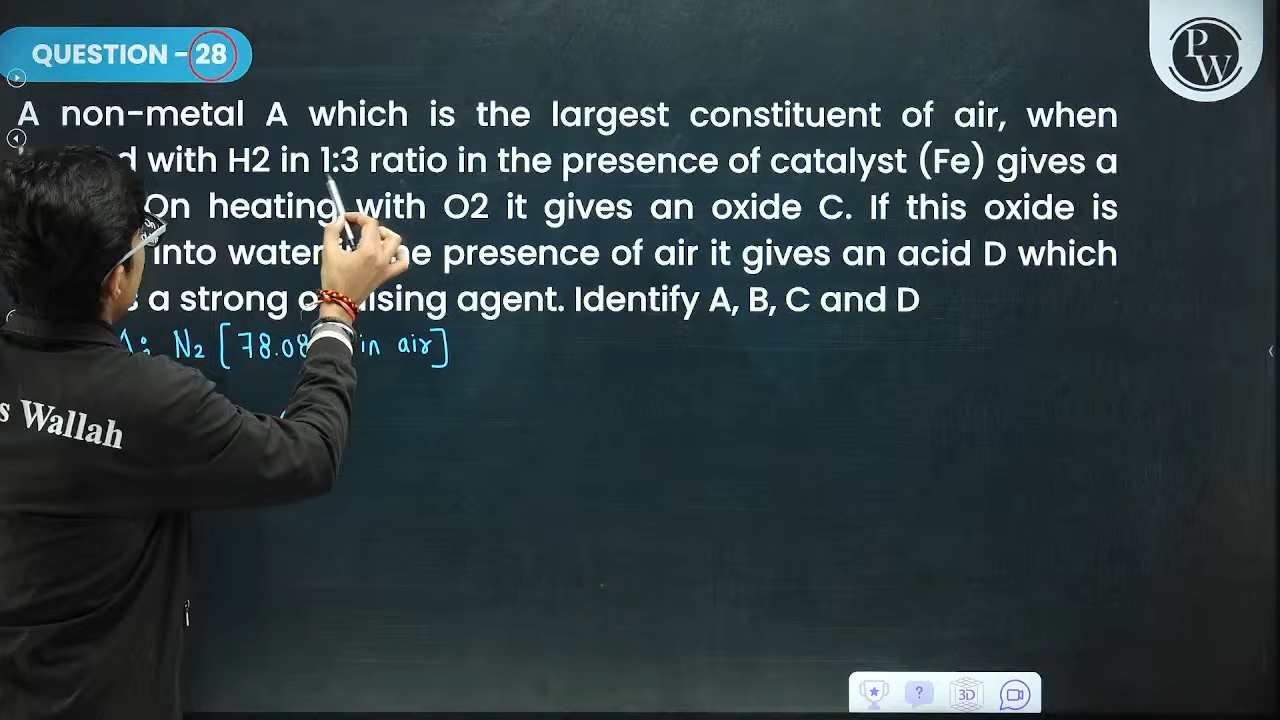 QUESTION - 28
P
W
A non-metal A which is the largest constituent of air, when
with H2 in 1:3 ratio in the presence of catalyst (Fe) gives a
On heating with O2 it gives an oxide C. If this oxide is
into water the presence of air it gives an acid D which
a strong agent. Identify A, B, C and D
A: N2 [78.08 in air]
s Wallah
?
3D